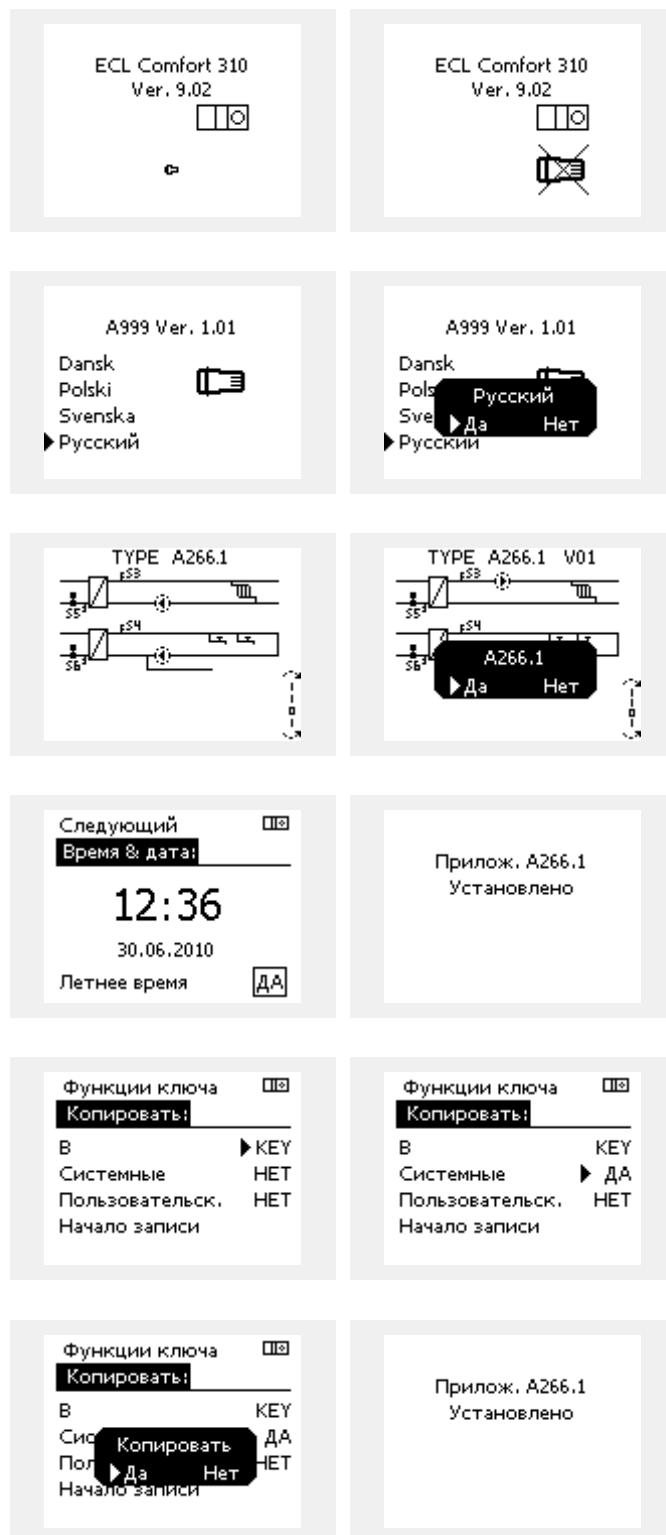 ECL Comfort 310
Ver. 9.02
ECL Comfort 310
Ver. 9.02
A999 Ver. 1.01
Dansk
Polski
Svenska
Русский
A999 Ver. 1.01
Dansk
Pols
Sve
Русский
Да Нет
Русский
TYPE A266.1
S3
S5
S4
S6
TYPE A266.1 V01
S3
S5
S4
S6
A266.1
Да Нет
Следующий
Время & дата:
12:36
30.06.2010
Летнее время ДА
Прилож. A266.1
Установлено
Функции ключа
Копировать:
В KEY
Системные НЕТ
Пользовательск. НЕТ
Начало записи
Функции ключа
Копировать:
В KEY
Системные ДА
Пользовательск. НЕТ
Начало записи
Функции ключа
Копировать:
В KEY
Сис ДА
Копировать
Пол НЕТ
Да Нет
Начало записи
Прилож. A266.1
Установлено